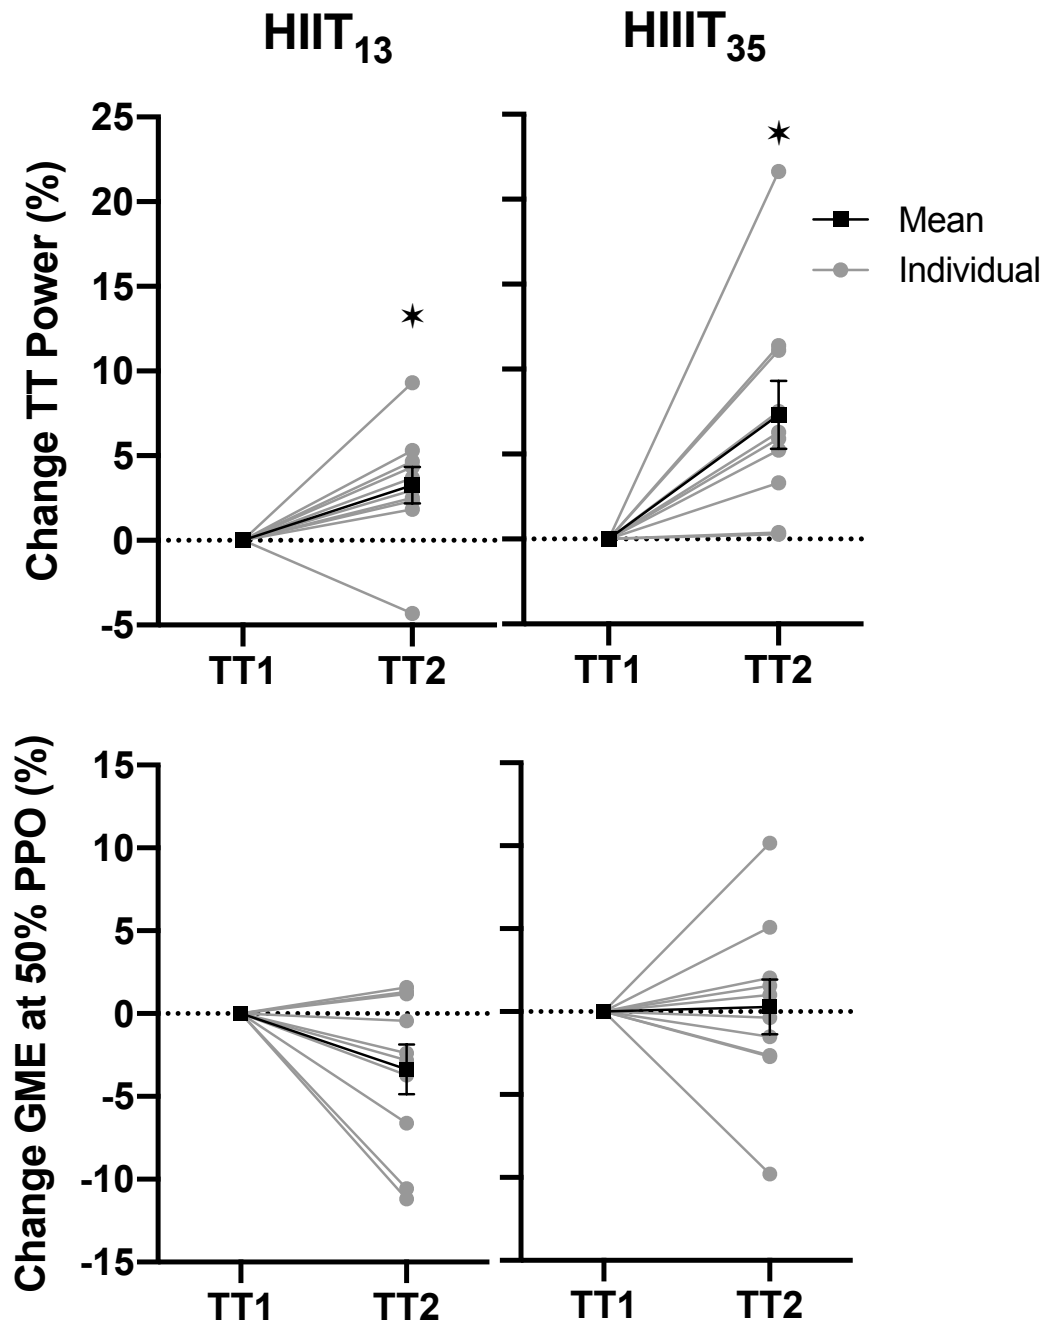 HIIT13
HIIIT35
Change TT Power (%)
25
20
15
10
5
0
-5
TT1
TT2
TT1
TT2
Mean
Individual
Change GME at 50% PPO (%)
15
10
5
0
-5
-10
-15
TT1
TT2
TT1
TT2